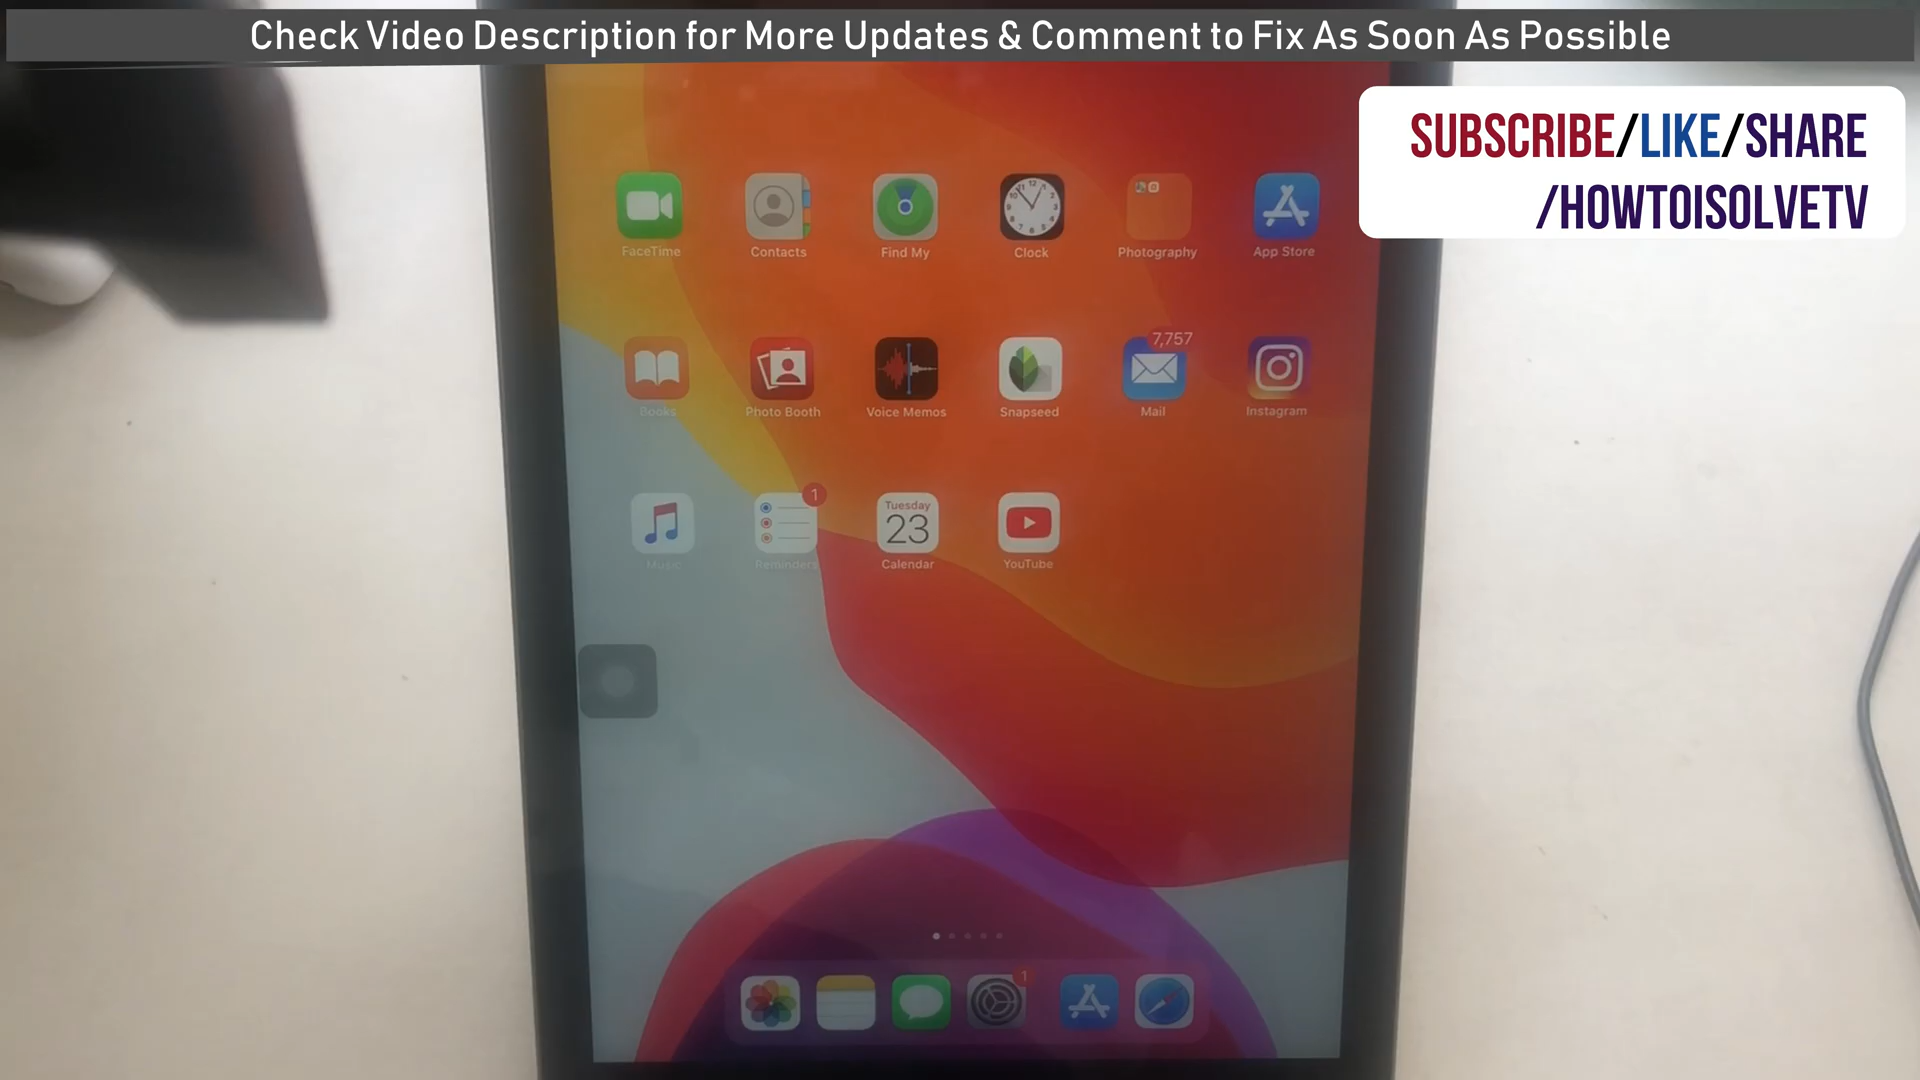 Check Video Description for More Updates & Comment to Fix As Soon As Possible
SUBSCRIBE/LIKE/SHARE
/HOWTOISOLVETV
FaceTime
Contacts
Find My
Clock
Photography
App Store
7,757
Books
Photo Booth
Voice Memos
Snapseed
Mail
Instagram
1
Tuesday
23
Music
Reminders
Calendar
YouTube
1